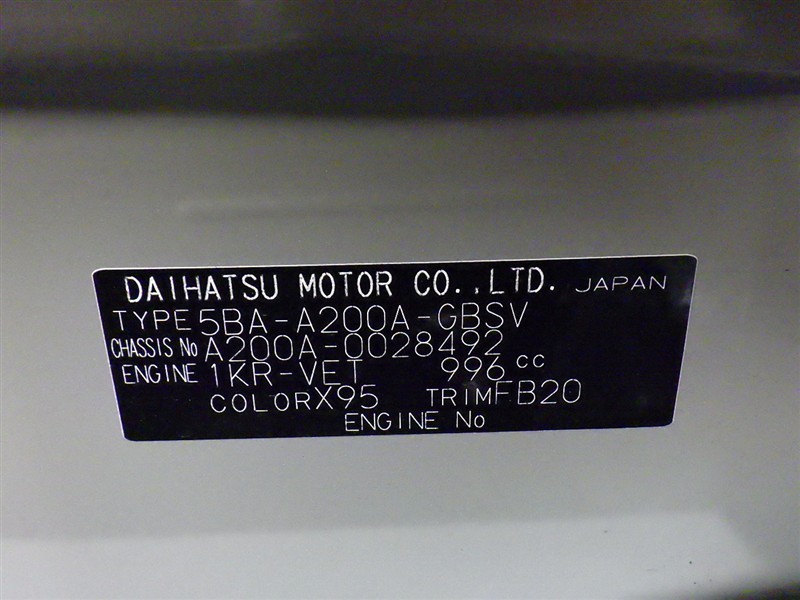 DAIHATSU MOTOR CO.,LTD. JAPAN
TYPE 5BA-A200A-GBSV
CHASSIS No A200A-0028492
ENGINE 1KR-VET 996 cc
COLOR X95 TRIM FB20
ENGINE No